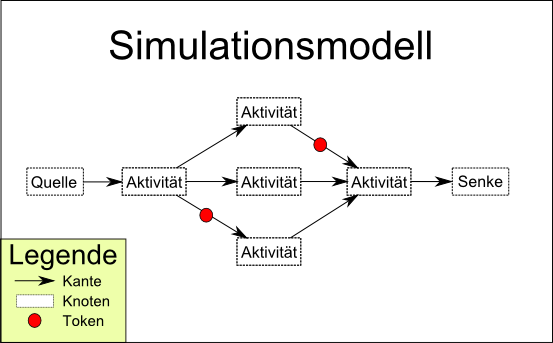 Simulationsmodell
Aktivität
Quelle Aktivität Aktivität Aktivität Senke
Aktivität
Legende
Kante
Knoten
Token